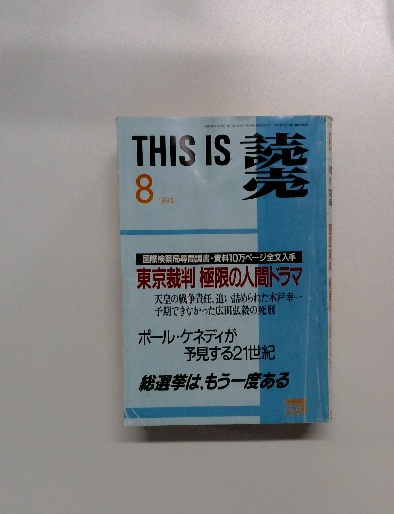 THIS IS 読売
8 1993
国際検察局尋問調書・資料10万ページ全文入手
東京裁判 極限の人間ドラマ
天皇の戦争責任、追い詰められた木戸幸一
予期できなかった広田弘毅の死刑
ポール・ケネディが
予見する21世紀
総選挙は、もう一度ある